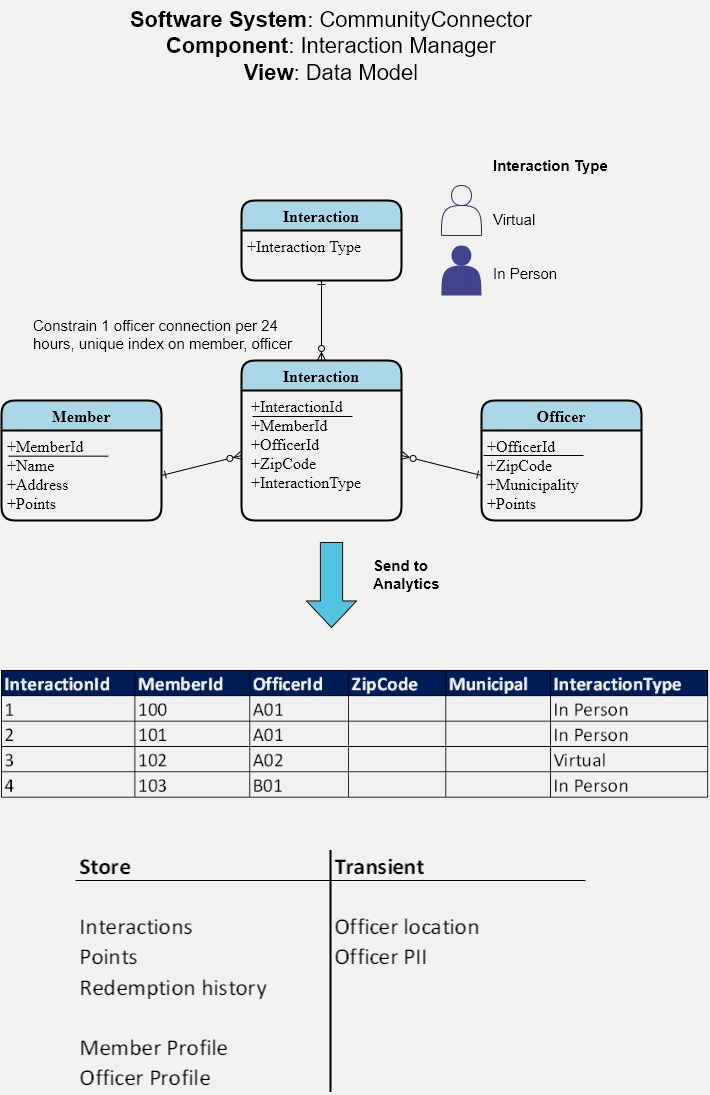 Software System: CommunityConnector
Component: Interaction Manager
View: Data Model
Interaction Type
Virtual
In Person
Interaction
+Interaction Type
Constrain 1 officer connection per 24
hours, unique index on member, officer
Interaction
+InteractionId
+MemberId
+OfficerId
+ZipCode
+InteractionType
Member
+MemberId
+Name
+Address
+Points
Officer
+OfficerId
+ZipCode
+Municipality
+Points
Send to
Analytics
InteractionId MemberId OfficerId ZipCode Municipal InteractionType
1 100 A01 In Person
2 101 A01 In Person
3 102 A02 Virtual
4 103 B01 In Person
Store Transient
Interactions Officer location
Points Officer PII
Redemption history
Member Profile
Officer Profile